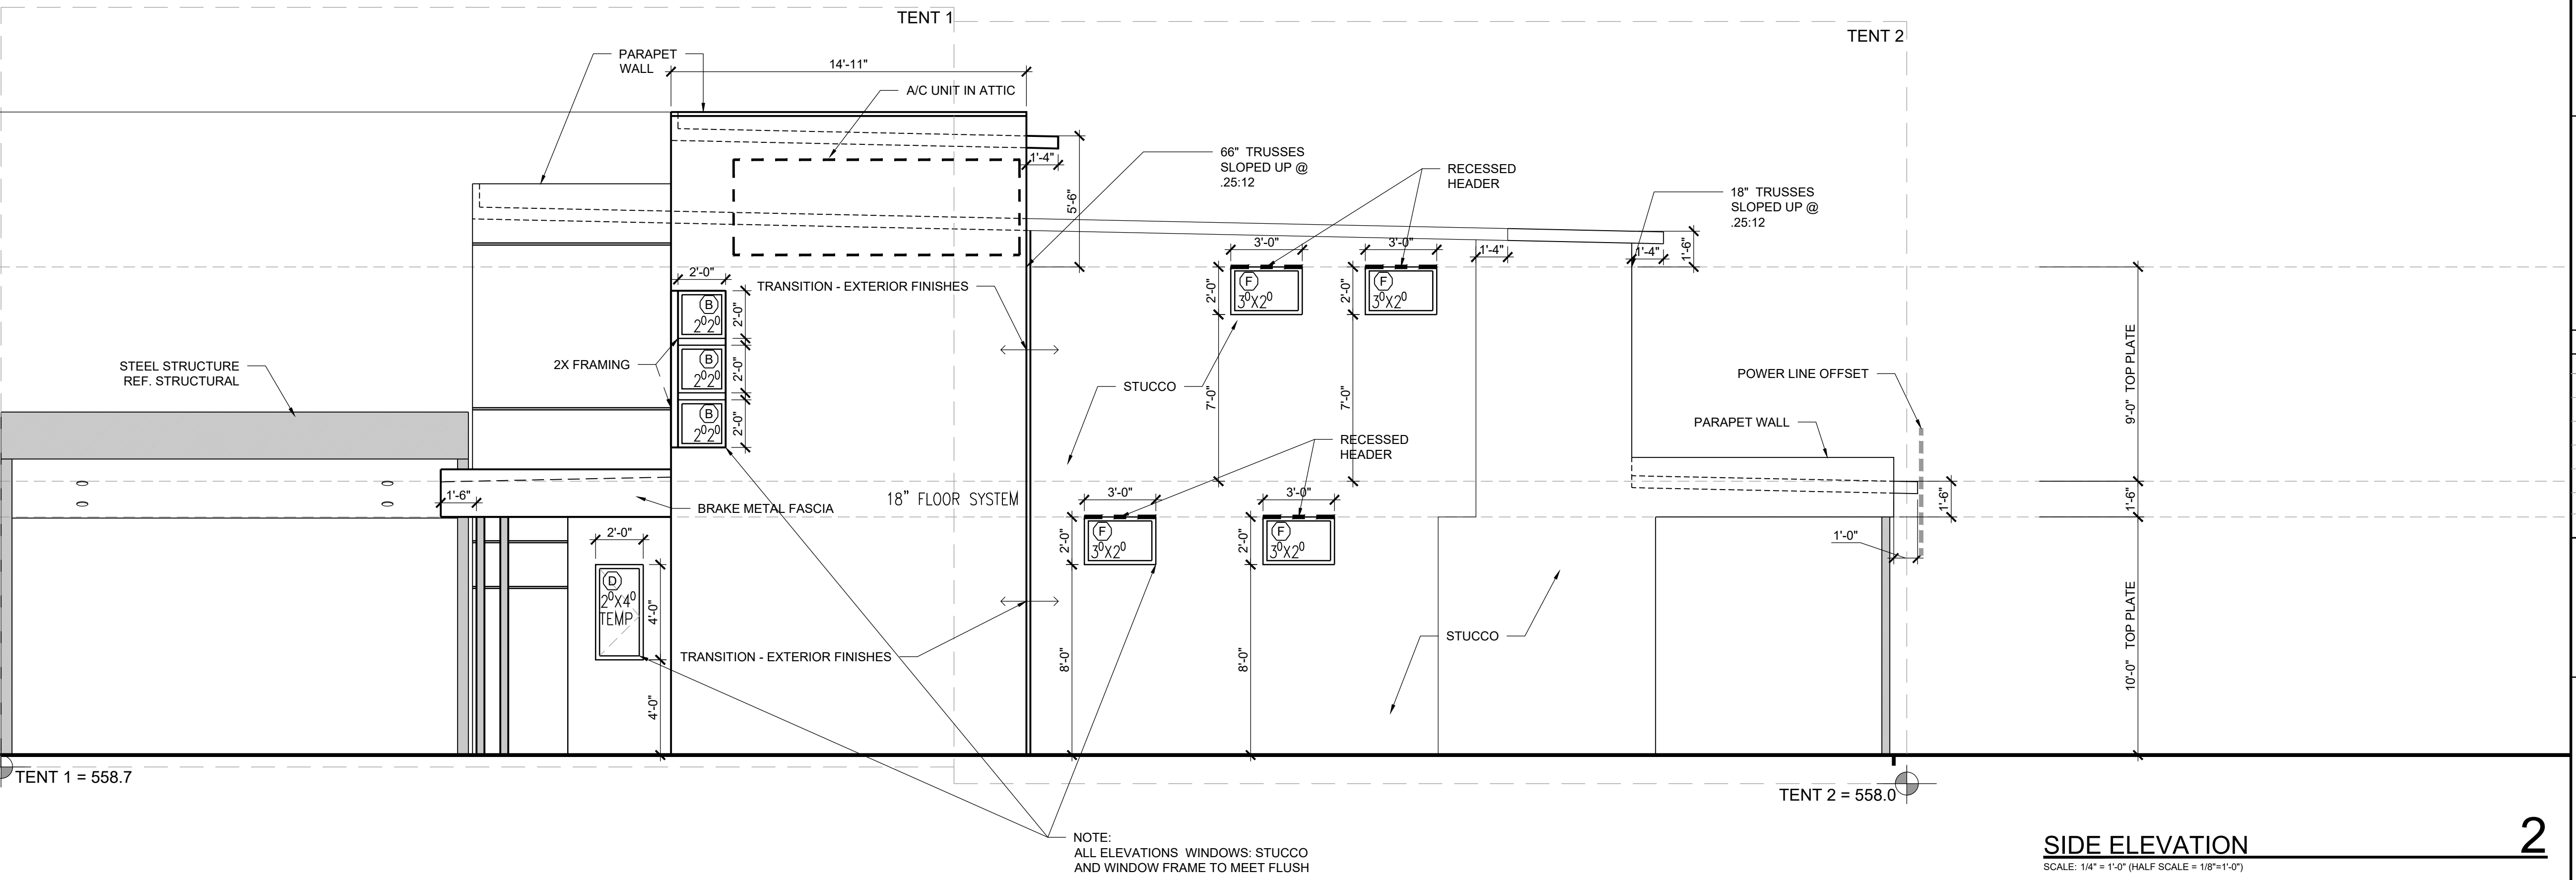 TENT 1
TENT 2
PARAPET
WALL
14'-11"
A/C UNIT IN ATTIC
1'-4"
5'-6"
66" TRUSSES
SLOPED UP @
.25:12
RECESSED
HEADER
18" TRUSSES
SLOPED UP @
.25:12
3'-0"
3'-0"
1'-4"
1'-4"
1'-6"
2'-0"
TRANSITION - EXTERIOR FINISHES
F
3⁰X2⁰
2'-0"
F
3⁰X2⁰
2'-0"
B
2⁰2⁰
2'-0"
B
2⁰2⁰
2'-0"
B
2⁰2⁰
2'-0"
2X FRAMING
STEEL STRUCTURE
REF. STRUCTURAL
STUCCO
7'-0"
7'-0"
POWER LINE OFFSET
PARAPET WALL
9'-0" TOP PLATE
RECESSED
HEADER
1'-6"
BRAKE METAL FASCIA
18" FLOOR SYSTEM
3'-0"
3'-0"
1'-6"
1'-6"
2'-0"
F
3⁰X2⁰
2'-0"
F
3⁰X2⁰
2'-0"
1'-0"
D
2⁰X4⁰
TEMP
4'-0"
4'-0"
TRANSITION - EXTERIOR FINISHES
8'-0"
8'-0"
STUCCO
10'-0" TOP PLATE
TENT 1 = 558.7
TENT 2 = 558.0
NOTE:
ALL ELEVATIONS WINDOWS: STUCCO
AND WINDOW FRAME TO MEET FLUSH
SIDE ELEVATION
2
SCALE: 1/4" = 1'-0" (HALF SCALE = 1/8"=1'-0")